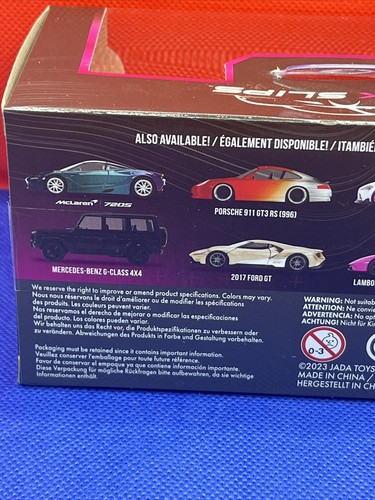 SLIPS
ALSO AVAILABLE! / ÉGALEMENT DISPONIBLE! / ¡TAMBIÉ
McLaren 720S
PORSCHE 911 GT3 RS (996)
MERCEDES-BENZ G-CLASS 4X4
2017 FORD GT
LAMBO
We reserve the right to improve or amend product specifications. Colors may vary.
Nous nous réservons le droit d'améliorer ou de modifier les spécifications
des produits. Les couleurs peuvent varier.
Nos reservamos el derecho de mejorar o modificar las especificaciones
del producto. Los colores pueden variar.
Wir behalten uns das Recht vor, die Produktspezifikationen zu verbessern oder
zu verändern. Abweichungen des Produkts in Farbe und Gestaltung vorbehalten.
Packaging must be retained since it contains important information.
Veuillez conserver l'emballage pour toute future référence.
Favor de conservar el empaque ya que contiene información importante.
Diese Verpackung für mögliche Rückfragen bitte aufbewahren, da sie wichtige
Informationen enthält.
WARNING: Not suita
ATTENTION: Ne convie
ADVERTENCIA: No ap
ACHTUNG! Nicht für Ki
0-3
©2023 JADA TOYS
MADE IN CHINA /
HERGESTELLT IN CH